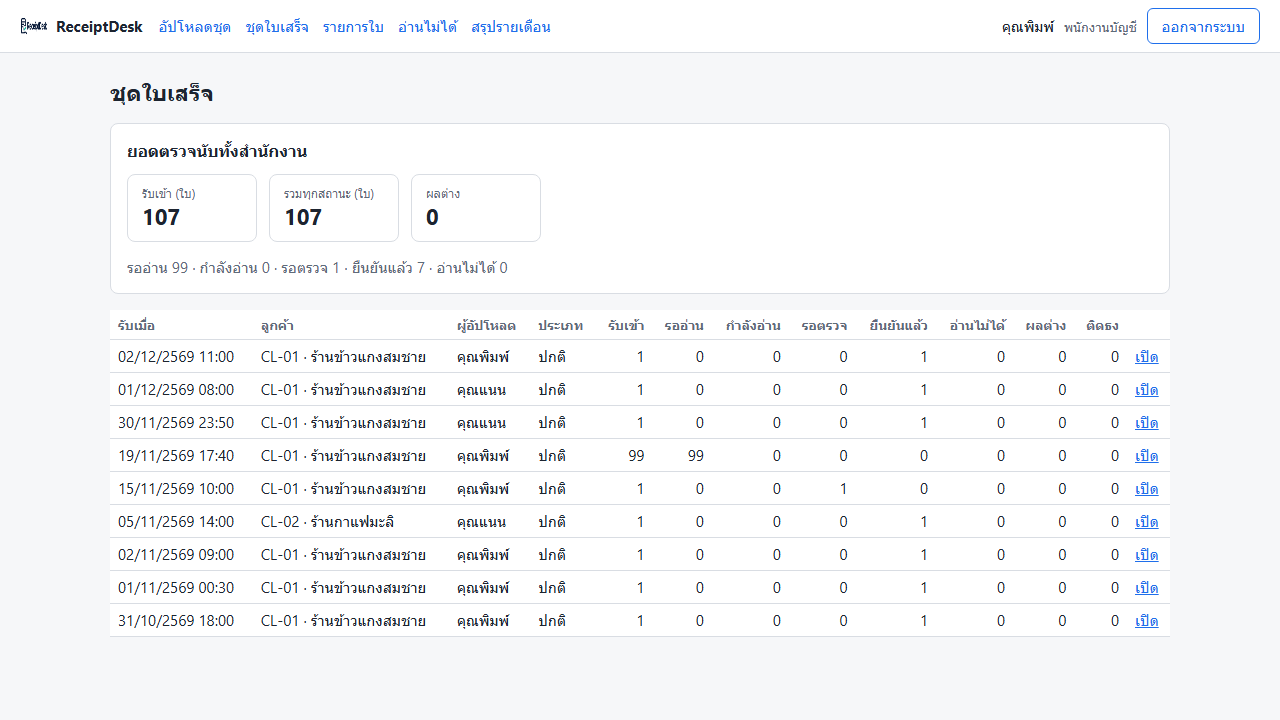 ReceiptDesk อัปโหลดชุด ชุดใบเสร็จ รายการใบ อ่านไม่ได้ สรุปรายเดือน คุณพิมพ์ พนักงานบัญชี ออกจากระบบ
ชุดใบเสร็จ
ยอดตรวจนับทั้งสำนักงาน
รับเข้า (ใบ) รวมทุกสถานะ (ใบ) ผลต่าง
107 107 0
รออ่าน 99 · กำลังอ่าน 0 · รอตรวจ 1 · ยืนยันแล้ว 7 · อ่านไม่ได้ 0
รับเมื่อ ลูกค้า ผู้อัปโหลด ประเภท รับเข้า รออ่าน กำลังอ่าน รอตรวจ ยืนยันแล้ว อ่านไม่ได้ ผลต่าง ติดธง
02/12/2569 11:00 CL-01 · ร้านข้าวแกงสมชาย คุณพิมพ์ ปกติ 1 0 0 0 1 0 0 0 เปิด
01/12/2569 08:00 CL-01 · ร้านข้าวแกงสมชาย คุณแนน ปกติ 1 0 0 0 1 0 0 0 เปิด
30/11/2569 23:50 CL-01 · ร้านข้าวแกงสมชาย คุณแนน ปกติ 1 0 0 0 1 0 0 0 เปิด
19/11/2569 17:40 CL-01 · ร้านข้าวแกงสมชาย คุณพิมพ์ ปกติ 99 99 0 0 0 0 0 0 เปิด
15/11/2569 10:00 CL-01 · ร้านข้าวแกงสมชาย คุณพิมพ์ ปกติ 1 0 0 1 0 0 0 0 เปิด
05/11/2569 14:00 CL-02 · ร้านกาแฟมะลิ คุณแนน ปกติ 1 0 0 0 1 0 0 0 เปิด
02/11/2569 09:00 CL-01 · ร้านข้าวแกงสมชาย คุณพิมพ์ ปกติ 1 0 0 0 1 0 0 0 เปิด
01/11/2569 00:30 CL-01 · ร้านข้าวแกงสมชาย คุณพิมพ์ ปกติ 1 0 0 0 1 0 0 0 เปิด
31/10/2569 18:00 CL-01 · ร้านข้าวแกงสมชาย คุณพิมพ์ ปกติ 1 0 0 0 1 0 0 0 เปิด